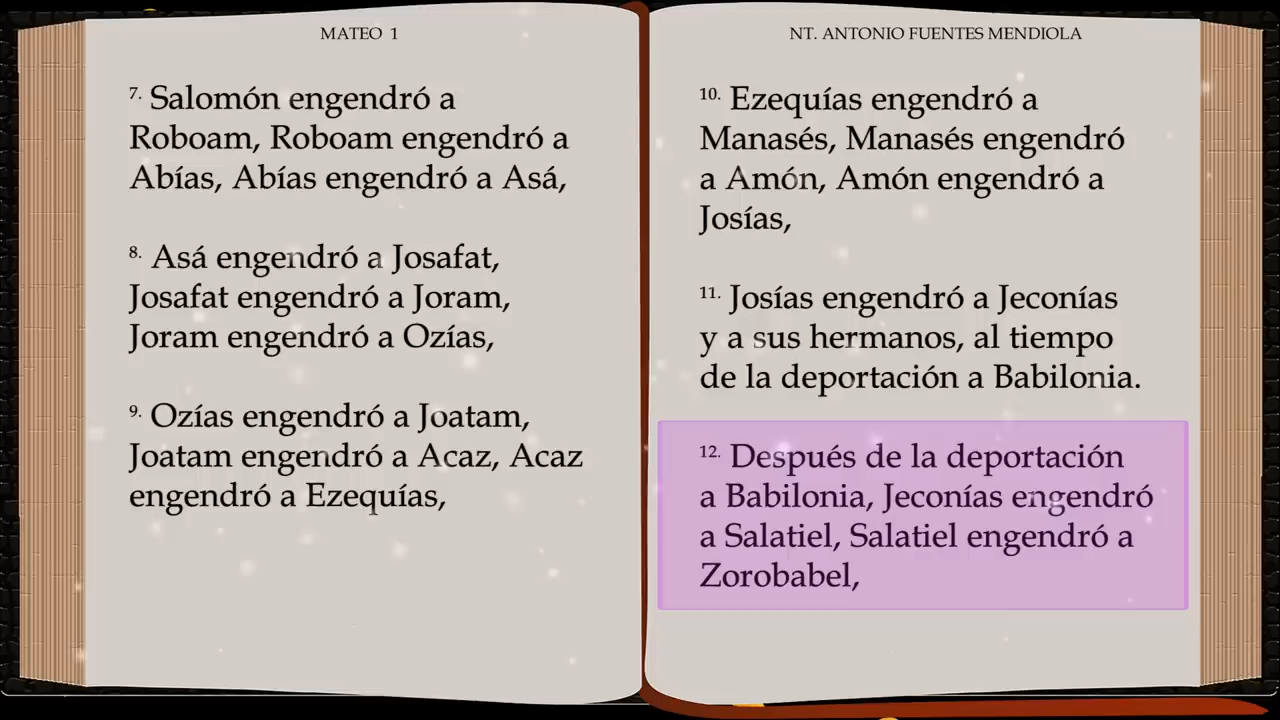 MATEO 1
7. Salomón engendró a
Roboam, Roboam engendró a
Abías, Abías engendró a Asá,
8. Asá engendró a Josafat,
Josafat engendró a Joram,
Joram engendró a Ozías,
9. Ozías engendró a Joatam,
Joatam engendró a Acaz, Acaz
engendró a Ezequías,
NT. ANTONIO FUENTES MENDIOLA
10. Ezequías engendró a
Manasés, Manasés engendró
a Amón, Amón engendró a
Josías,
11. Josías engendró a Jeconías
y a sus hermanos, al tiempo
de la deportación a Babilonia.
12. Después de la deportación
a Babilonia, Jeconías engendró
a Salatiel, Salatiel engendró a
Zorobabel,